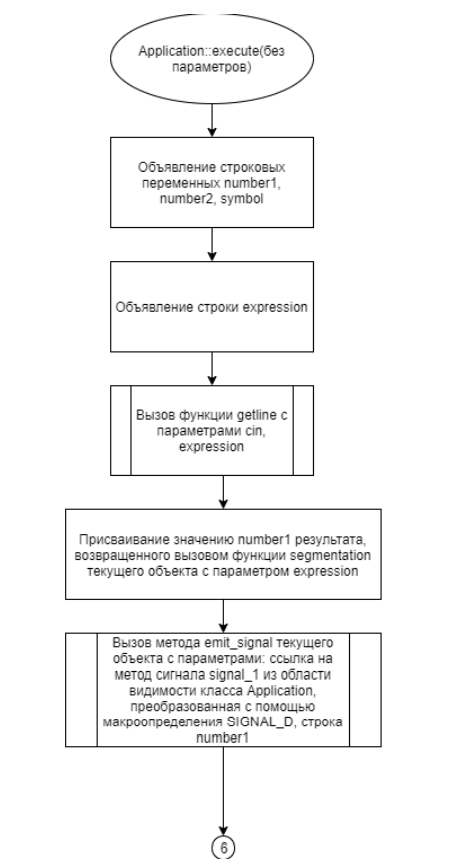 Application::execute(без
параметров)
Объявление строковых
переменных number1,
number2, symbol
Объявление строки expression
Вызов функции getline с
параметрами cin,
expression
Присваивание значению number1 результата,
возвращенного вызовом функции segmentation
текущего объекта с параметром expression
Вызов метода emit_signal текущего
объекта с параметрами: ссылка на
метод сигнала signal_1 из области
видимости класса Application,
преобразованная с помощью
макроопределения SIGNAL_D, строка
number1
6